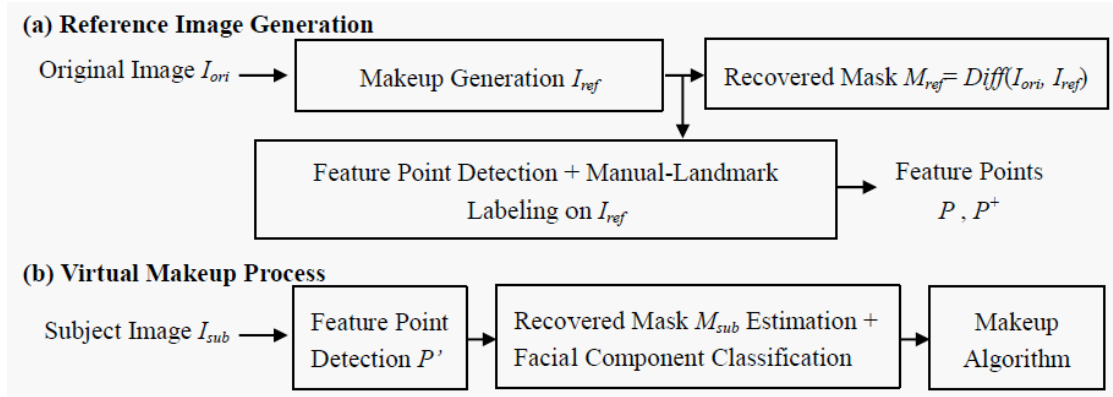 (a) Reference Image Generation
Original Image I_ori
Makeup Generation I_ref
Recovered Mask M_ref= Diff(I_ori, I_ref)
Feature Point Detection + Manual-Landmark
Labeling on I_ref
Feature Points
P , P⁺
(b) Virtual Makeup Process
Subject Image I_sub
Feature Point
Detection P’
Recovered Mask M_sub Estimation +
Facial Component Classification
Makeup
Algorithm